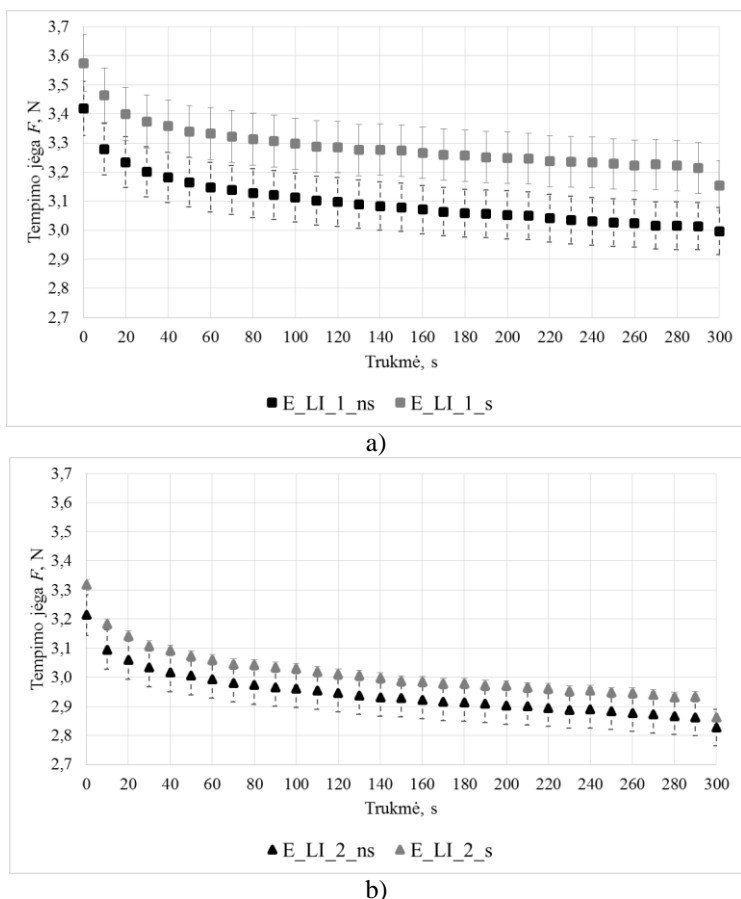 3,7
3,6
3,5
3,4
3,3
3,2
3,1
3,0
2,9
2,8
2,7
Tempimo jėga F, N
0 20 40 60 80 100 120 140 160 180 200 220 240 260 280 300
Trukmė, s
E_LI_1_ns E_LI_1_s
a)
3,7
3,6
3,5
3,4
3,3
3,2
3,1
3,0
2,9
2,8
2,7
Tempimo jėga F, N
0 20 40 60 80 100 120 140 160 180 200 220 240 260 280 300
Trukmė, s
E_LI_2_ns E_LI_2_s
b)